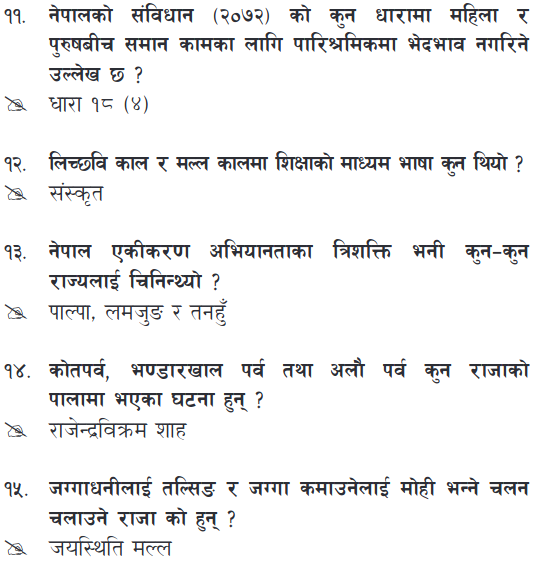 ११. नेपालको संविधान (२०७२) को कुन धारामा महिला र
पुरुषबीच समान कामका लागि पारिश्रमिकमा भेदभाव नगरिने
उल्लेख छ ?
धारा १८ (४)
१२. लिच्छवि काल र मल्ल कालमा शिक्षाको माध्यम भाषा कुन थियो ?
संस्कृत
१३. नेपाल एकीकरण अभियानताका त्रिशक्ति भनी कुन-कुन
राज्यलाई चिनिन्थ्यो ?
पाल्पा, लमजुङ र तनहुँ
१४. कोतपर्व, भण्डारखाल पर्व तथा अलौ पर्व कुन राजाको
पालामा भएका घटना हुन् ?
राजेन्द्रविक्रम शाह
१५. जग्गाधनीलाई तल्सिङ र जग्गा कमाउनेलाई मोही भन्ने चलन
चलाउने राजा को हुन् ?
जयस्थिति मल्ल